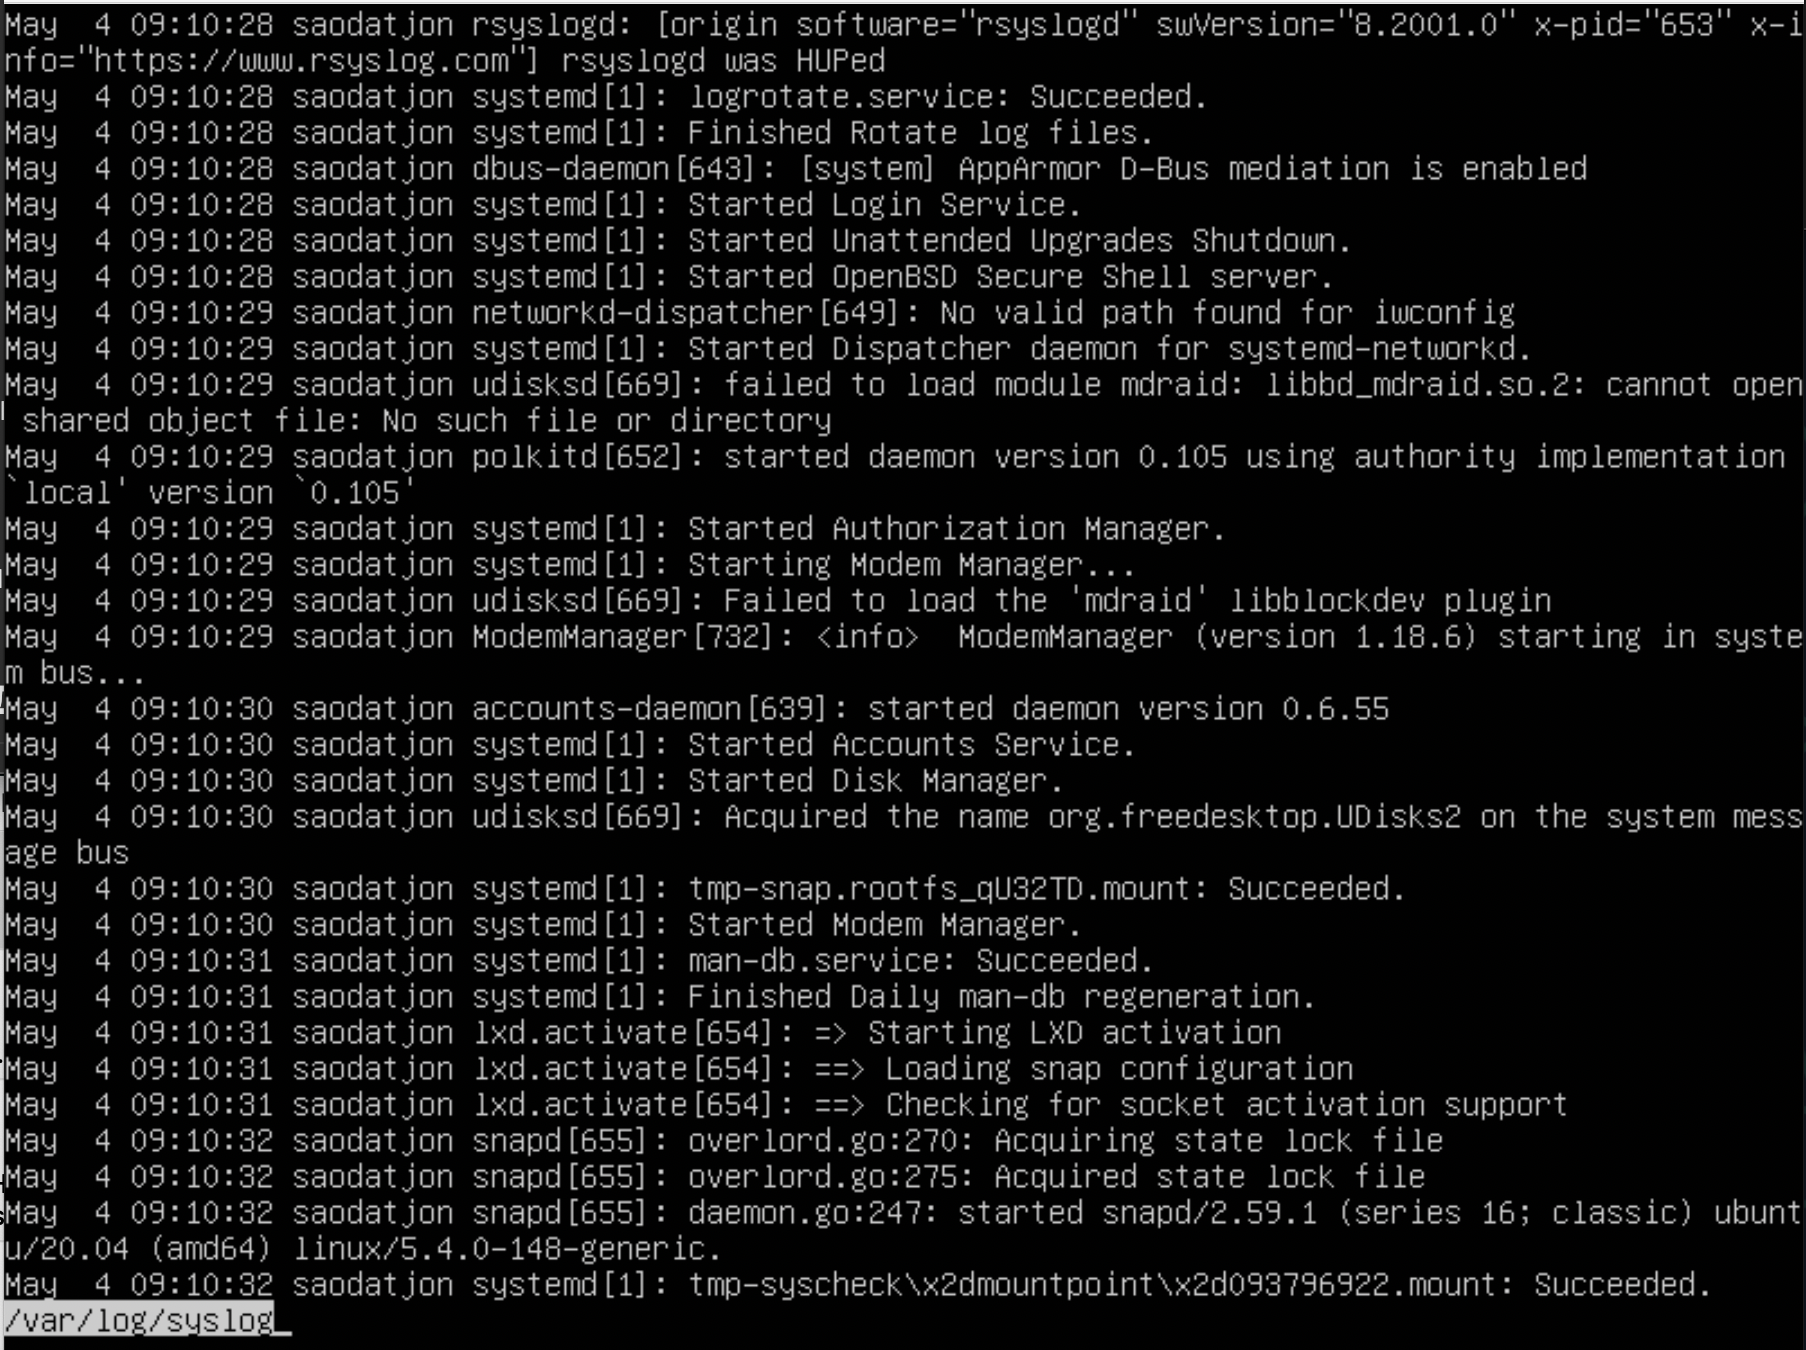 May  4 09:10:28 saodatjon rsyslogd: [origin software="rsyslogd" swVersion="8.2001.0" x-pid="653" x-i
nfo="https://www.rsyslog.com"] rsyslogd was HUPed
May  4 09:10:28 saodatjon systemd[1]: logrotate.service: Succeeded.
May  4 09:10:28 saodatjon systemd[1]: Finished Rotate log files.
May  4 09:10:28 saodatjon dbus-daemon[643]: [system] AppArmor D-Bus mediation is enabled
May  4 09:10:28 saodatjon systemd[1]: Started Login Service.
May  4 09:10:28 saodatjon systemd[1]: Started Unattended Upgrades Shutdown.
May  4 09:10:28 saodatjon systemd[1]: Started OpenBSD Secure Shell server.
May  4 09:10:29 saodatjon networkd-dispatcher[649]: No valid path found for iwconfig
May  4 09:10:29 saodatjon systemd[1]: Started Dispatcher daemon for systemd-networkd.
May  4 09:10:29 saodatjon udisksd[669]: failed to load module mdraid: libbd_mdraid.so.2: cannot open
 shared object file: No such file or directory
May  4 09:10:29 saodatjon polkitd[652]: started daemon version 0.105 using authority implementation
`local' version `0.105'
May  4 09:10:29 saodatjon systemd[1]: Started Authorization Manager.
May  4 09:10:29 saodatjon systemd[1]: Starting Modem Manager...
May  4 09:10:29 saodatjon udisksd[669]: Failed to load the 'mdraid' libblockdev plugin
May  4 09:10:29 saodatjon ModemManager[732]: <info>  ModemManager (version 1.18.6) starting in syste
m bus...
May  4 09:10:30 saodatjon accounts-daemon[639]: started daemon version 0.6.55
May  4 09:10:30 saodatjon systemd[1]: Started Accounts Service.
May  4 09:10:30 saodatjon systemd[1]: Started Disk Manager.
May  4 09:10:30 saodatjon udisksd[669]: Acquired the name org.freedesktop.UDisks2 on the system mess
age bus
May  4 09:10:30 saodatjon systemd[1]: tmp-snap.rootfs_qU32TD.mount: Succeeded.
May  4 09:10:30 saodatjon systemd[1]: Started Modem Manager.
May  4 09:10:31 saodatjon systemd[1]: man-db.service: Succeeded.
May  4 09:10:31 saodatjon systemd[1]: Finished Daily man-db regeneration.
May  4 09:10:31 saodatjon lxd.activate[654]: => Starting LXD activation
May  4 09:10:31 saodatjon lxd.activate[654]: ==> Loading snap configuration
May  4 09:10:31 saodatjon lxd.activate[654]: ==> Checking for socket activation support
May  4 09:10:32 saodatjon snapd[655]: overlord.go:270: Acquiring state lock file
May  4 09:10:32 saodatjon snapd[655]: overlord.go:275: Acquired state lock file
May  4 09:10:32 saodatjon snapd[655]: daemon.go:247: started snapd/2.59.1 (series 16; classic) ubunt
u/20.04 (amd64) linux/5.4.0-148-generic.
May  4 09:10:32 saodatjon systemd[1]: tmp-syscheck\x2dmountpoint\x2d093796922.mount: Succeeded.
/var/log/syslog